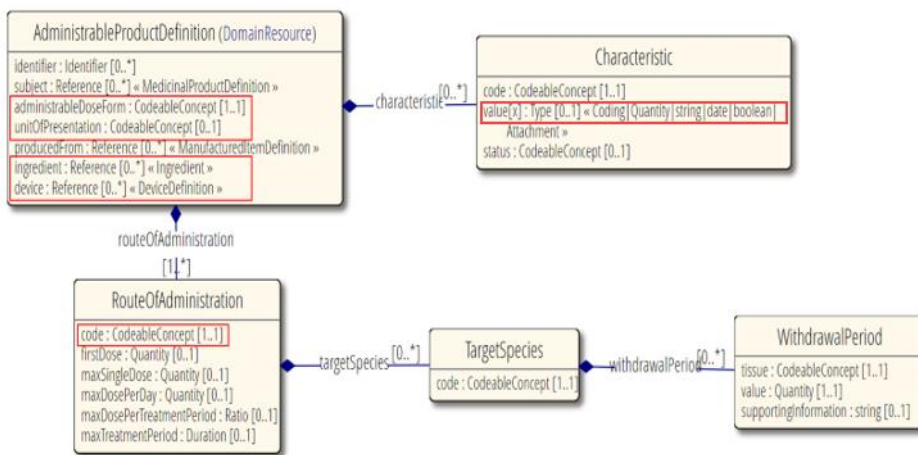 AdministrableProductDefinition (DomainResource)
identifier : Identifier [0..*]
subject : Reference [0..*] « MedicinalProductDefinition »
administrableDoseForm : CodeableConcept [1..1]
unitOfPresentation : CodeableConcept [0..1]
producedFrom : Reference [0..*] « ManufacturedItemDefinition »
ingredient : Reference [0..*] « Ingredient »
device : Reference [0..*] « DeviceDefinition »
characteristic
[0..*]
Characteristic
code : CodeableConcept [1..1]
value[x] : Type [0..1] « Coding|Quantity|string|date|boolean|
Attachment »
status : CodeableConcept [0..1]
routeOfAdministration
[1..*]
RouteOfAdministration
code : CodeableConcept [1..1]
firstDose : Quantity [0..1]
maxSingleDose : Quantity [0..1]
maxDosePerDay : Quantity [0..1]
maxDosePerTreatmentPeriod : Ratio [0..1]
maxTreatmentPeriod : Duration [0..1]
targetSpecies
[0..*]
TargetSpecies
code : CodeableConcept [1..1]
withdrawalPeriod
[0..*]
WithdrawalPeriod
tissue : CodeableConcept [1..1]
value : Quantity [1..1]
supportingInformation : string [0..1]